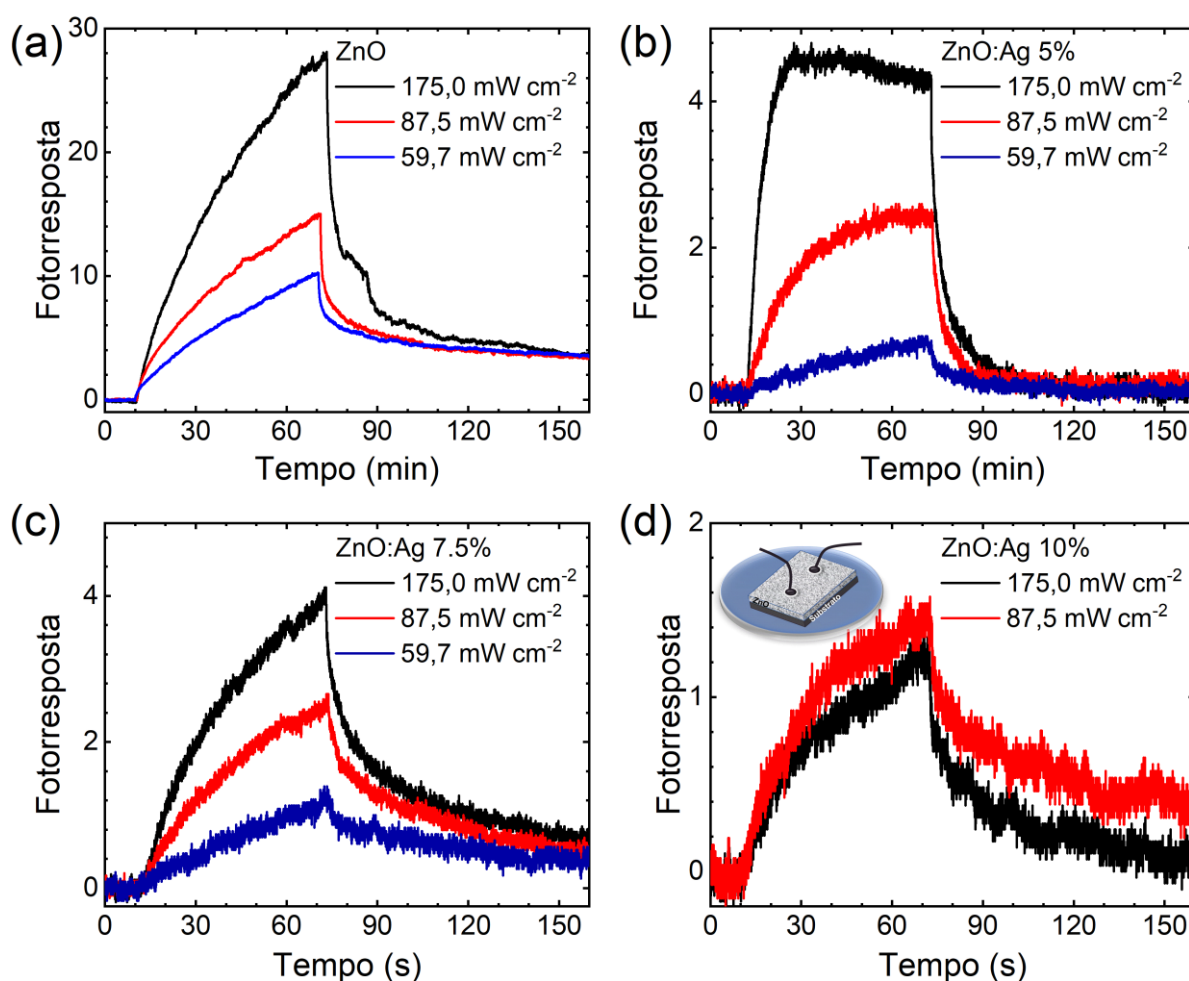 (a)
ZnO
175,0 mW cm-2
87,5 mW cm-2
59,7 mW cm-2
30
20
10
0
Fotorresposta
0 30 60 90 120 150
Tempo (min)
(b)
ZnO:Ag 5%
175,0 mW cm-2
87,5 mW cm-2
59,7 mW cm-2
4
2
0
Fotorresposta
0 30 60 90 120 150
Tempo (min)
(c)
ZnO:Ag 7.5%
175,0 mW cm-2
87,5 mW cm-2
59,7 mW cm-2
4
2
0
Fotorresposta
0 30 60 90 120 150
Tempo (s)
(d)
ZnO:Ag 10%
175,0 mW cm-2
87,5 mW cm-2
ZnO
Substrato
2
1
0
Fotorresposta
0 30 60 90 120 150
Tempo (s)